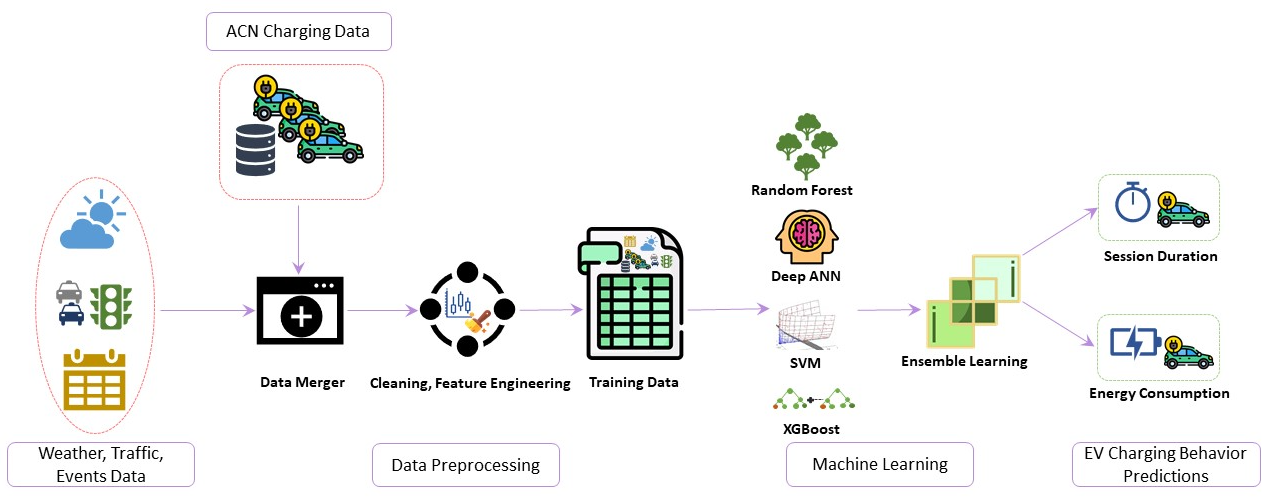 ACN Charging Data
Random Forest
Deep ANN
SVM
XGBoost
Session Duration
Energy Consumption
Data Merger
Cleaning, Feature Engineering
Training Data
i
i
Ensemble Learning
Weather, Traffic,
Events Data
Data Preprocessing
Machine Learning
EV Charging Behavior
Predictions